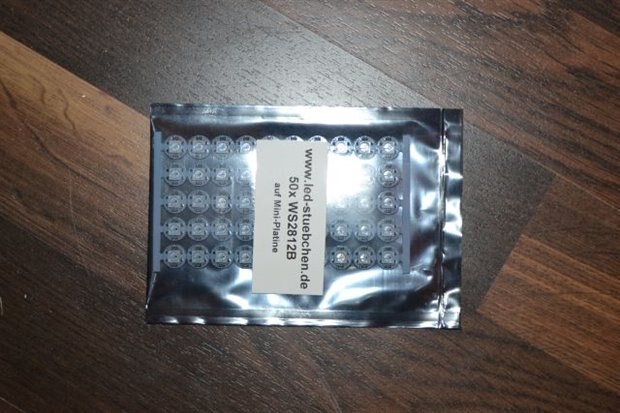 www.led-stuebchen.de
50x WS2812B
auf Mini-Platine